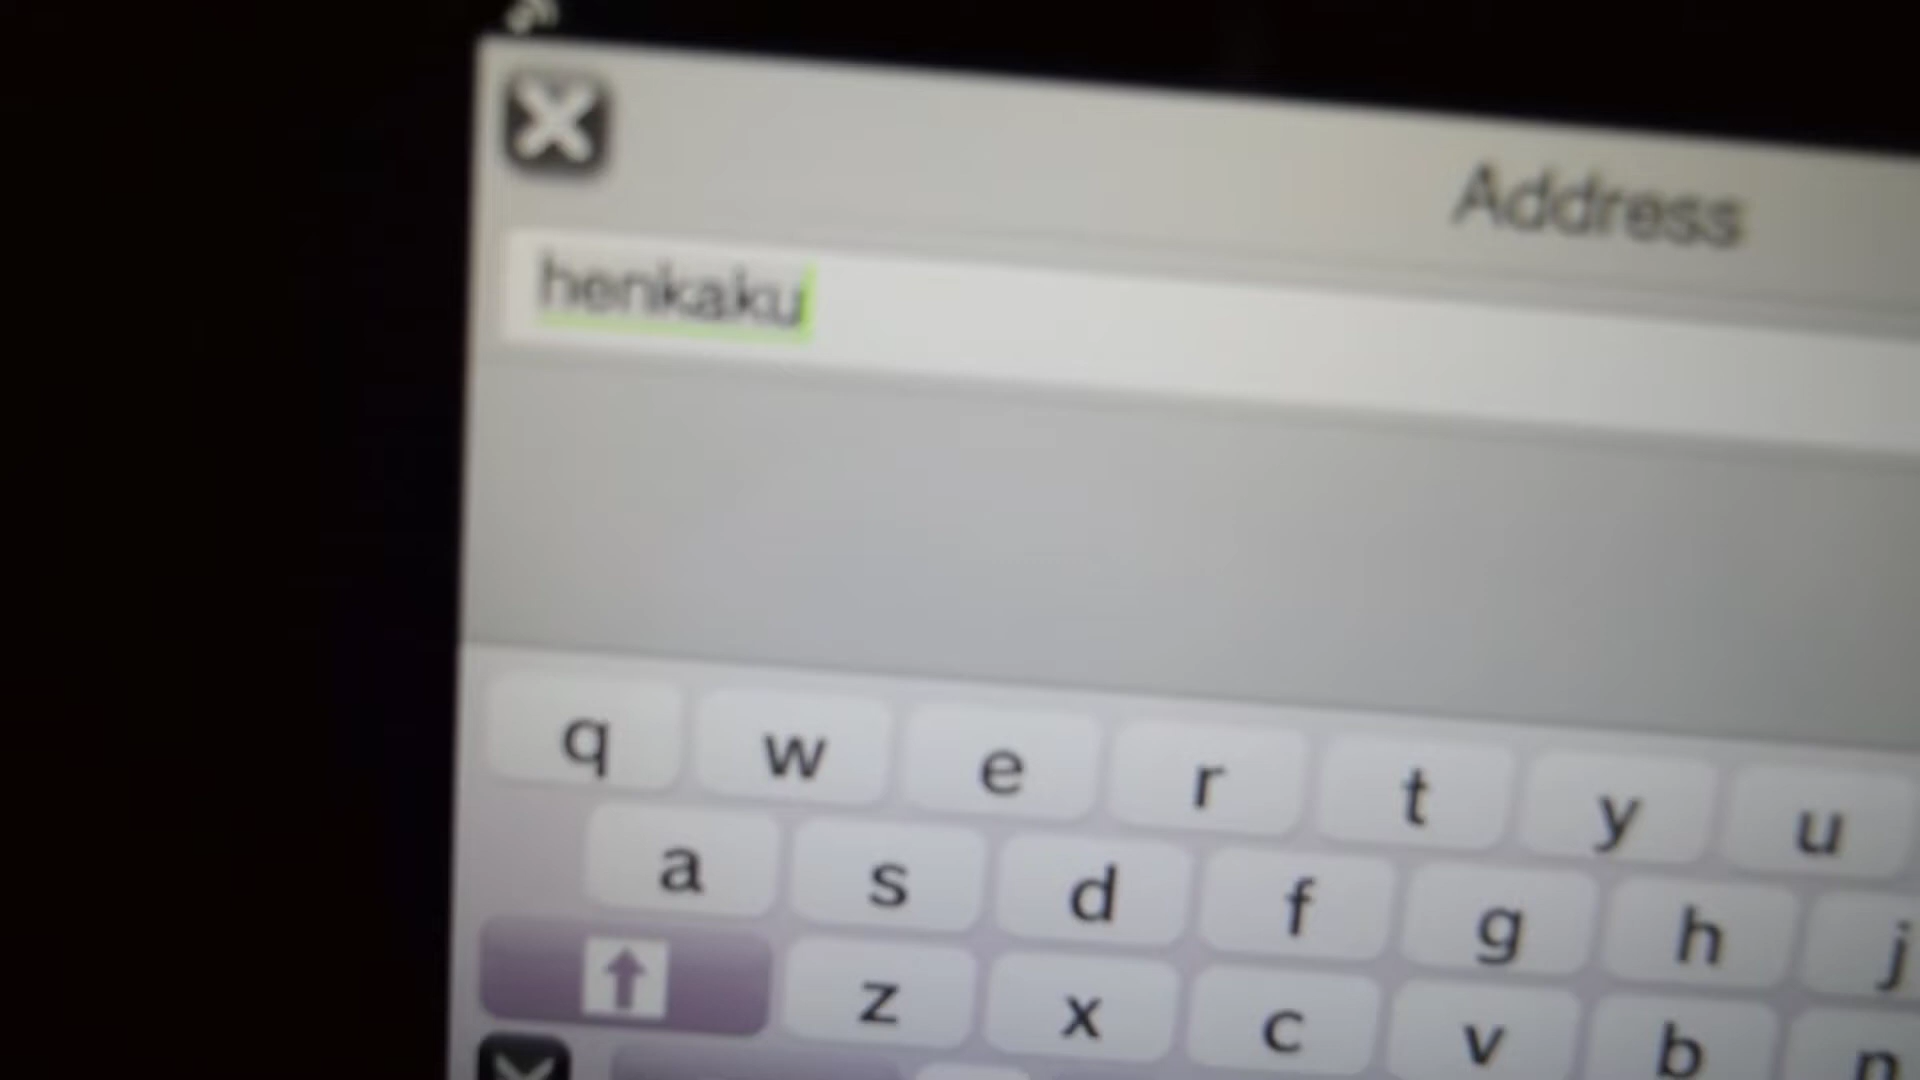 Address
henkaku
q w e r t y u
a s d f g h j
z x c v b n